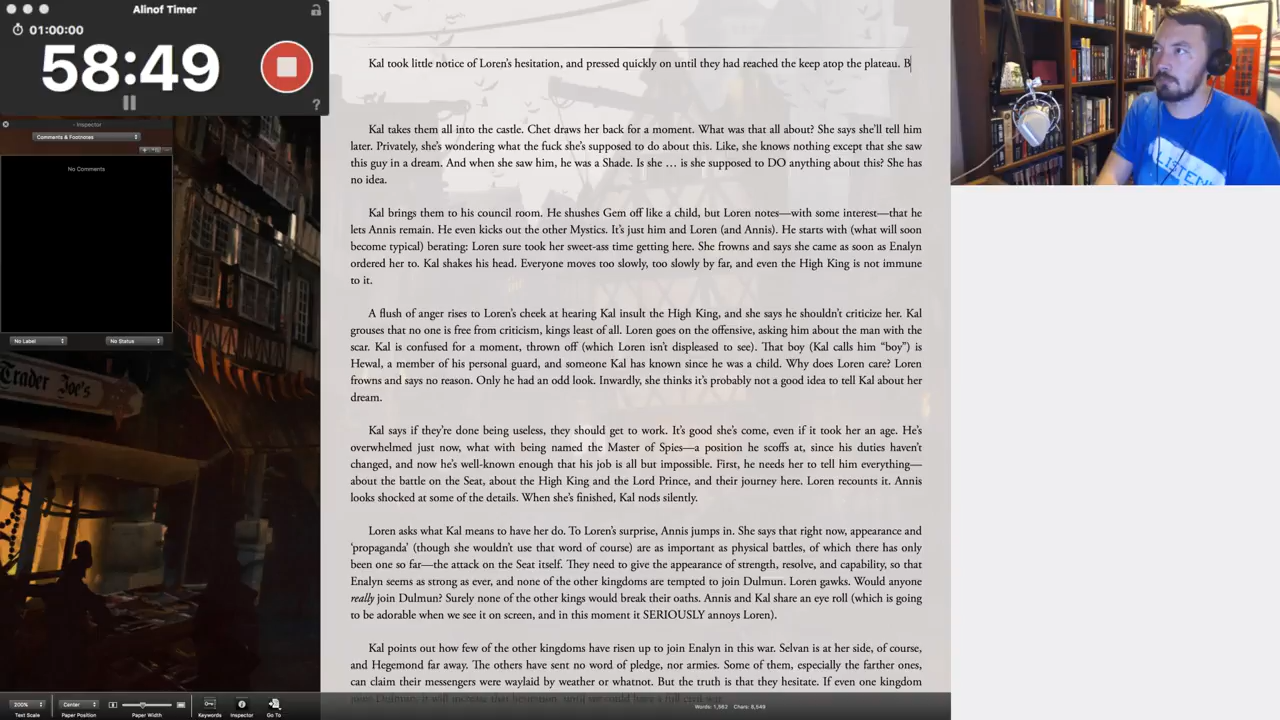 Alinof Timer
01:00:00
58:49
?
Inspector
Comments & Footnotes
No Comments
No Label
No Status
Trader Joe's
Kal took little notice of Loren's hesitation, and pressed quickly on until they had reached the keep atop the plateau. B
Kal takes them all into the castle. Chet draws her back for a moment. What was that all about? She says she'll tell him
later. Privately, she's wondering what the fuck she's supposed to do about this. Like, she knows nothing except that she saw
this guy in a dream. And when she saw him, he was a Shade. Is she … is she supposed to DO anything about this? She has
no idea.
Kal brings them to his council room. He shushes Gem off like a child, but Loren notes—with some interest—that he
lets Annis remain. He even kicks out the other Mystics. It's just him and Loren (and Annis). He starts with (what will soon
become typical) berating: Loren sure took her sweet-ass time getting here. She frowns and says she came as soon as Enalyn
ordered her to. Kal shakes his head. Everyone moves too slowly, too slowly by far, and even the High King is not immune
to it.
A flush of anger rises to Loren's cheek at hearing Kal insult the High King, and she says he shouldn't criticize her. Kal
grouses that no one is free from criticism, kings least of all. Loren goes on the offensive, asking him about the man with the
scar. Kal is confused for a moment, thrown off (which Loren isn't displeased to see). That boy (Kal calls him “boy”) is
Hewal, a member of his personal guard, and someone Kal has known since he was a child. Why does Loren care? Loren
frowns and says no reason. Only he had an odd look. Inwardly, she thinks it's probably not a good idea to tell Kal about her
dream.
Kal says if they're done being useless, they should get to work. It's good she's come, even if it took her an age. He's
overwhelmed just now, what with being named the Master of Spies—a position he scoffs at, since his duties haven't
changed, and now he's well-known enough that his job is all but impossible. First, he needs her to tell him everything—
about the battle on the Seat, about the High King and the Lord Prince, and their journey here. Loren recounts it. Annis
looks shocked at some of the details. When she's finished, Kal nods silently.
Loren asks what Kal means to have her do. To Loren's surprise, Annis jumps in. She says that right now, appearance and
‘propaganda’ (though she wouldn't use that word of course) are as important as physical battles, of which there has only
been one so far—the attack on the Seat itself. They need to give the appearance of strength, resolve, and capability, so that
Enalyn seems as strong as ever, and none of the other kingdoms are tempted to join Dulmun. Loren gawks. Would anyone
really join Dulmun? Surely none of the other kings would break their oaths. Annis and Kal share an eye roll (which is going
to be adorable when we see it on screen, and in this moment it SERIOUSLY annoys Loren).
Kal points out how few of the other kingdoms have risen up to join Enalyn in this war. Selvan is at her side, of course,
and Hegemond far away. The others have sent no word of pledge, nor armies. Some of them, especially the farther ones,
can claim their messengers were waylaid by weather or whatnot. But the truth is that they hesitate. If even one kingdom
200%
Center
Text Scale
Paper Position
Paper Width
Keywords
Inspector
Go To
Words: 1,562 Chars: 8,549
LISTEN